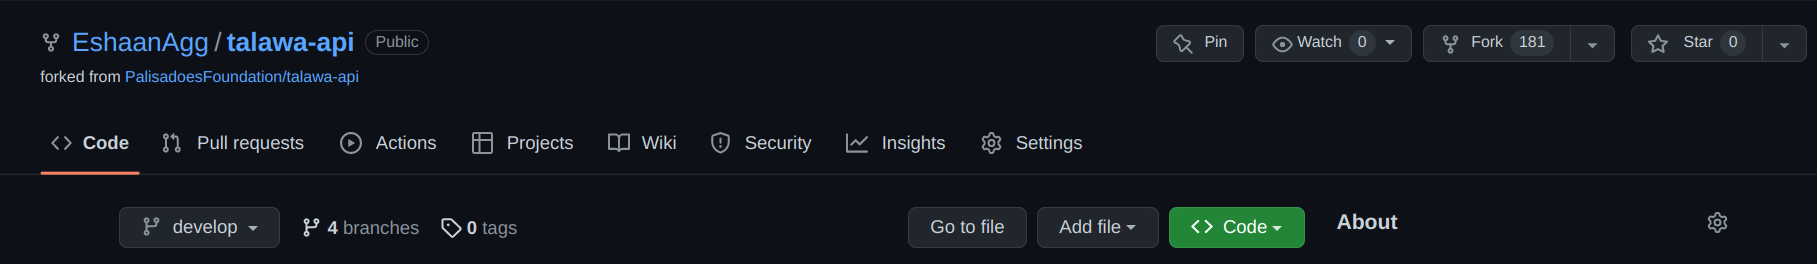 EshaanAgg / talawa-api Public Pin Watch 0 Fork 181 Star 0
forked from PalisadoesFoundation/talawa-api
Code Pull requests Actions Projects Wiki Security Insights Settings
develop 4 branches 0 tags Go to file Add file Code About